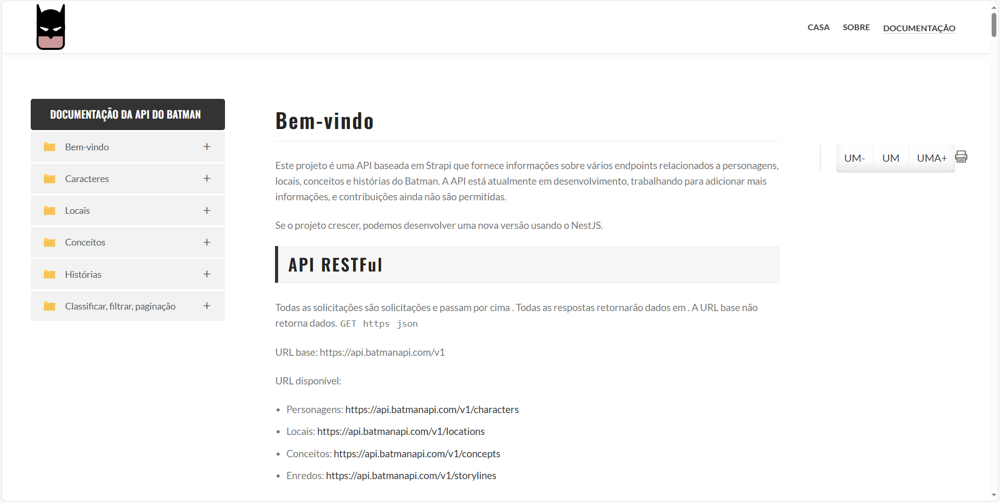 CASA SOBRE DOCUMENTAÇÃO
DOCUMENTAÇÃO DA API DO BATMAN
Bem-vindo +
Caracteres +
Locais +
Conceitos +
Histórias +
Classificar, filtrar, paginação +
Bem-vindo
Este projeto é uma API baseada em Strapi que fornece informações sobre vários endpoints relacionados a personagens,
locais, conceitos e histórias do Batman. A API está atualmente em desenvolvimento, trabalhando para adicionar mais
informações, e contribuições ainda não são permitidas.
Se o projeto crescer, podemos desenvolver uma nova versão usando o NestJS.
API RESTFul
Todas as solicitações são solicitações e passam por cima . Todas as respostas retornarão dados em . A URL base não
retorna dados. GET https json
URL base: https://api.batmanapi.com/v1
URL disponível:
• Personagens: https://api.batmanapi.com/v1/characters
• Locais: https://api.batmanapi.com/v1/locations
• Conceitos: https://api.batmanapi.com/v1/concepts
• Enredos: https://api.batmanapi.com/v1/storylines
UM- UM UMA+